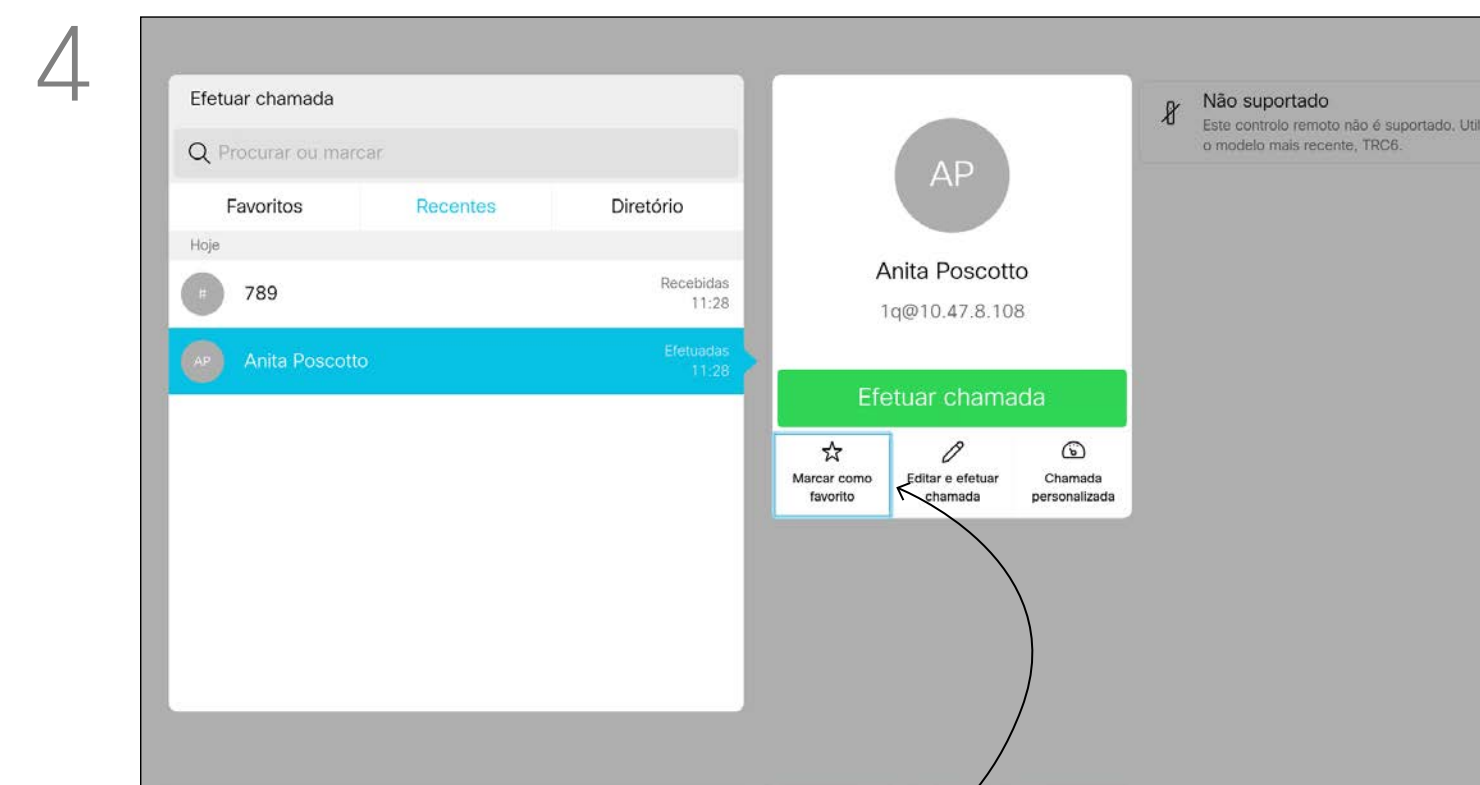 4
Efetuar chamada
Procurar ou marcar
Favoritos Recentes Diretório
Hoje
# 789 Recebidas
11:28
AP Anita Poscotto Efetuadas
11:28
AP
Anita Poscotto
1q@10.47.8.108
Efetuar chamada
Marcar como
favorito
Editar e efetuar
chamada
Chamada
personalizada
Não suportado
Este controlo remoto não é suportado.
o modelo mais recente, TRC6.